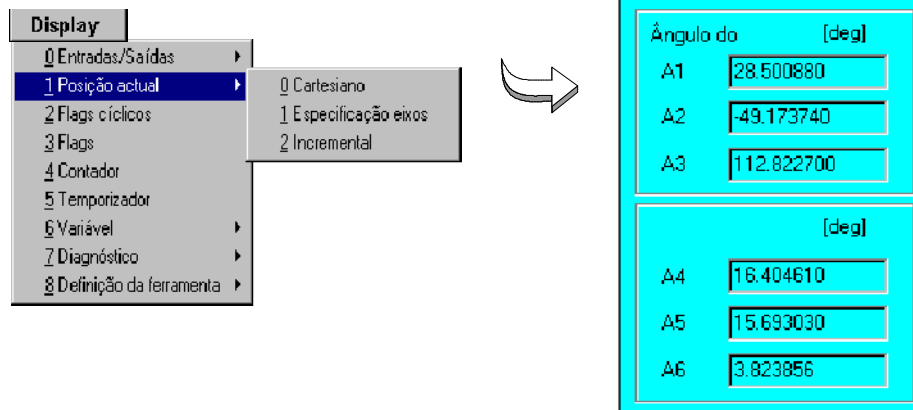 Display
0 Entradas/Saídas
1 Posição actual
2 Flags cíclicos
3 Flags
4 Contador
5 Temporizador
6 Variável
7 Diagnóstico
8 Definição da ferramenta
0 Cartesiano
1 Especificação eixos
2 Incremental
Ângulo do [deg]
A1 28.500880
A2 -49.173740
A3 112.822700
[deg]
A4 16.404610
A5 15.693030
A6 3.823856